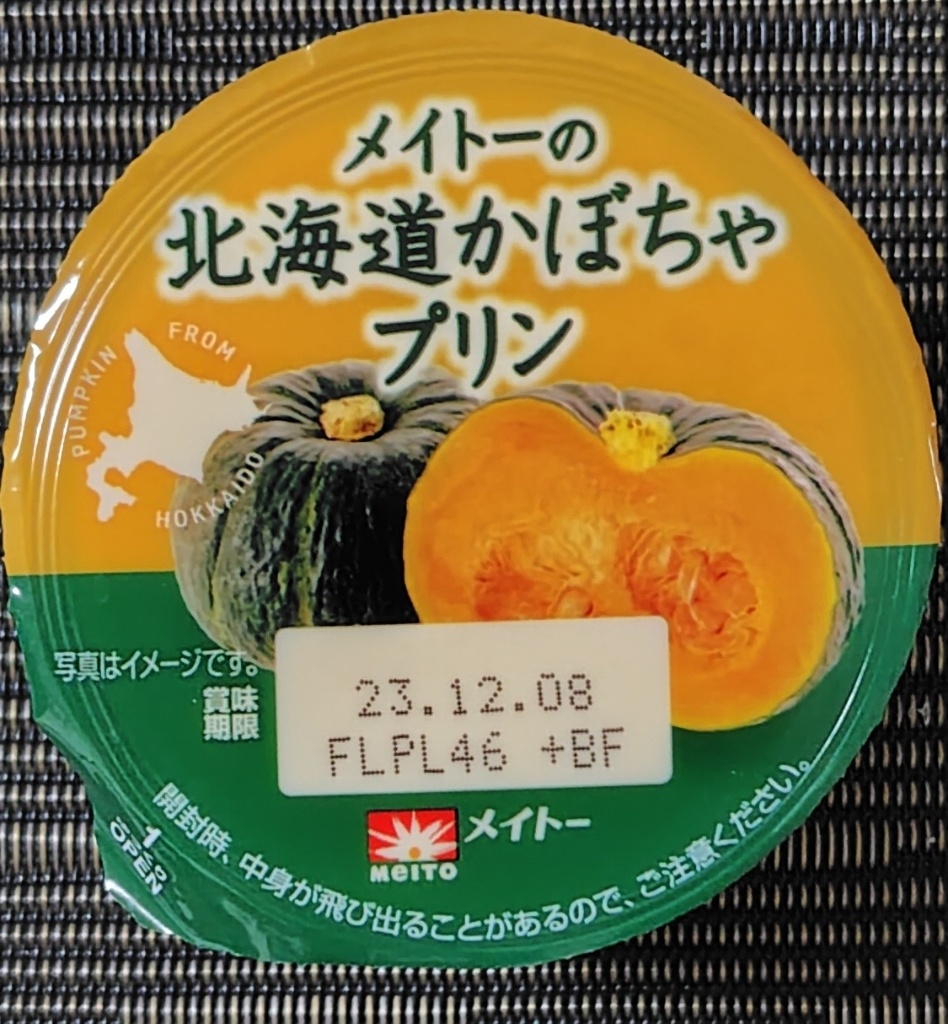 メイトーの
北海道かぼちゃ
プリン
PUMPKIN FROM HOKKAIDO
写真はイメージです。
賞味
期限
23.12.08
FLPL46 +BF
メイトー
MEITO
OPEN
開封時、中身が飛び出ることがあるので、ご注意ください。